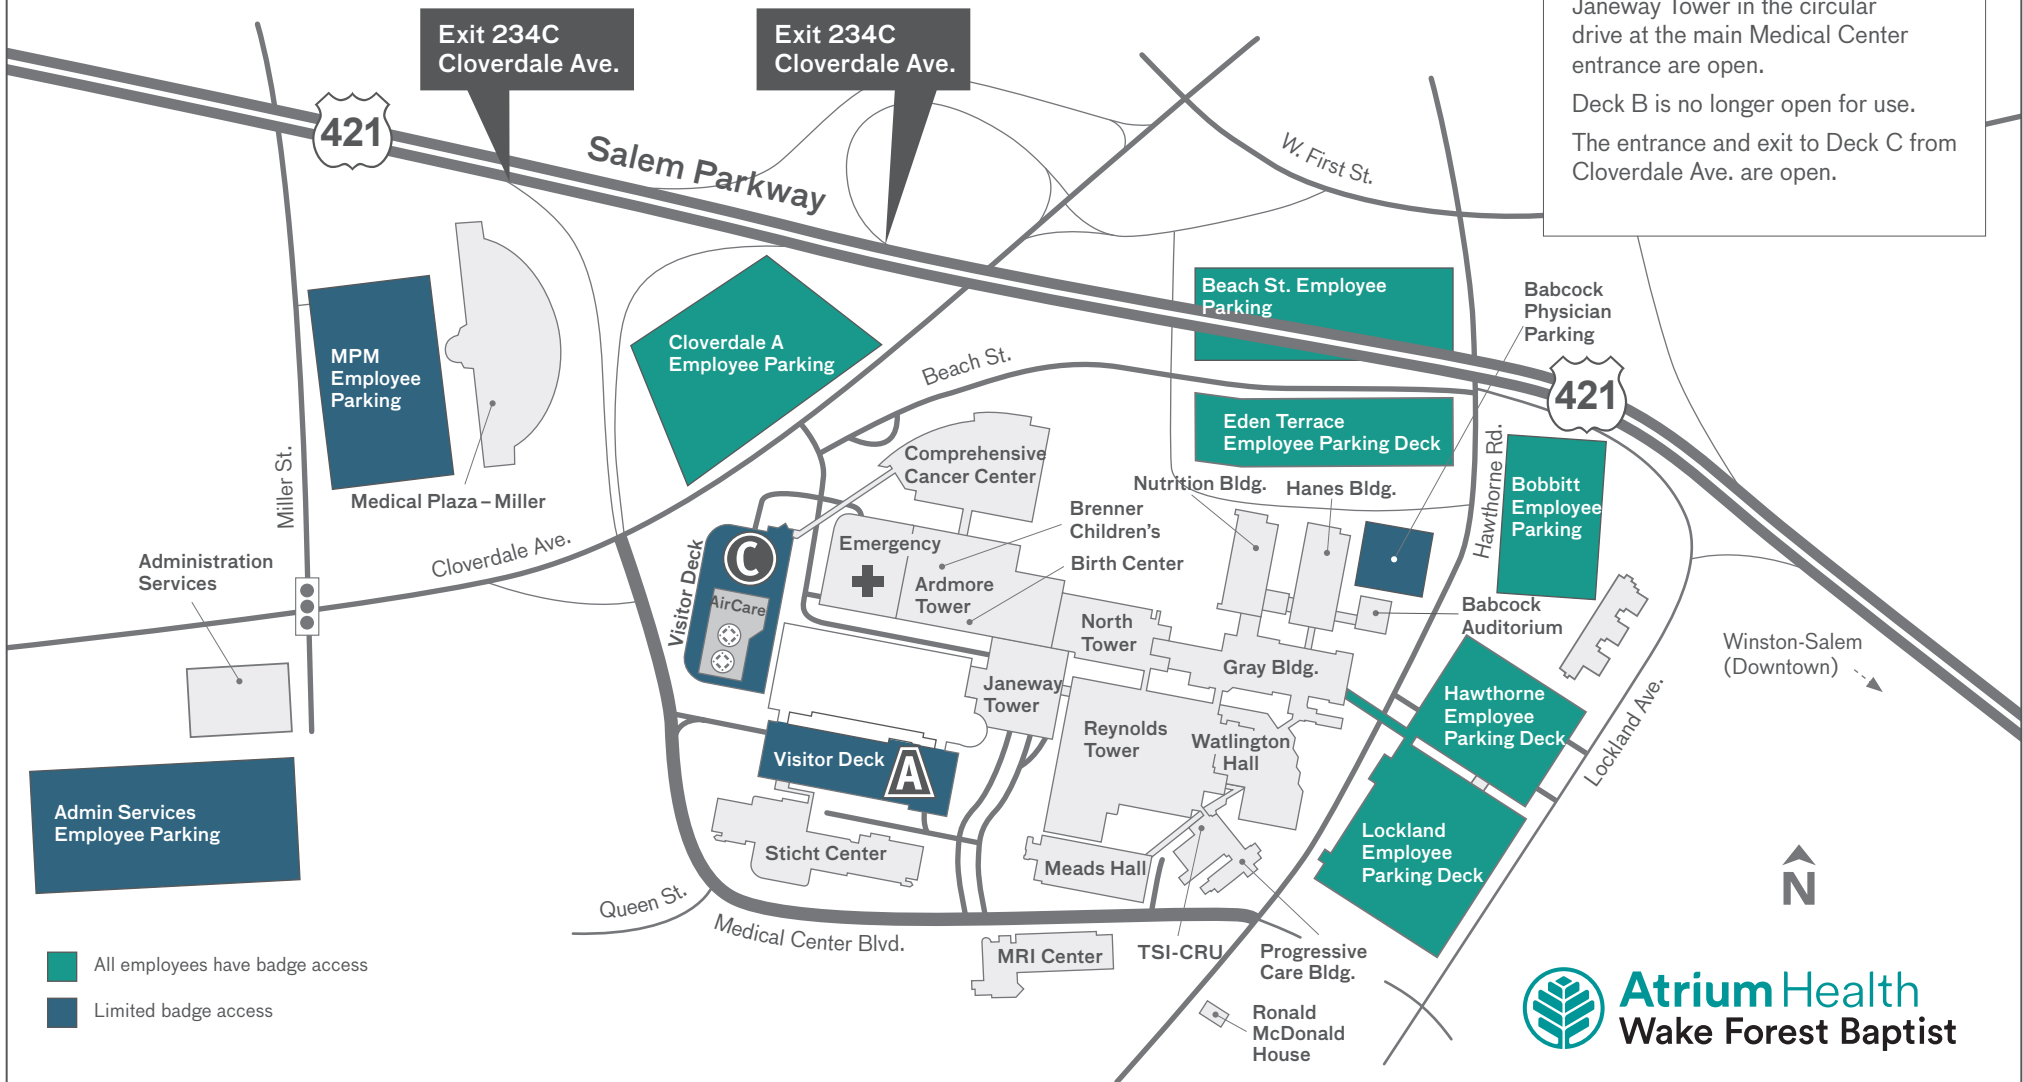 Janeway Tower in the circular
drive at the main Medical Center
entrance are open.
Deck B is no longer open for use.
The entrance and exit to Deck C from
Cloverdale Ave. are open.
Exit 234C
Cloverdale Ave.
Exit 234C
Cloverdale Ave.
421
Salem Parkway
W. First St.
Beach St. Employee
Parking
Babcock
Physician
Parking
MPM
Employee
Parking
Cloverdale A
Employee Parking
Beach St.
421
Eden Terrace
Employee Parking Deck
Hawthorne Rd.
Miller St.
Medical Plaza – Miller
Comprehensive
Cancer Center
Nutrition Bldg.
Hanes Bldg.
Bobbitt
Employee
Parking
Brenner
Children's
Birth Center
Cloverdale Ave.
Administration
Services
Visitor Deck
C
AirCare
Emergency
Ardmore
Tower
North
Tower
Babcock
Auditorium
Gray Bldg.
Winston-Salem
(Downtown)
Janeway
Tower
Hawthorne
Employee
Parking Deck
Lockland Ave.
Reynolds
Tower
Watlington
Hall
Visitor Deck
A
Admin Services
Employee Parking
Lockland
Employee
Parking Deck
Sticht Center
Meads Hall
N
Queen St.
Medical Center Blvd.
MRI Center
TSI-CRU
Progressive
Care Bldg.
Ronald
McDonald
House
All employees have badge access
Limited badge access
Atrium Health
Wake Forest Baptist